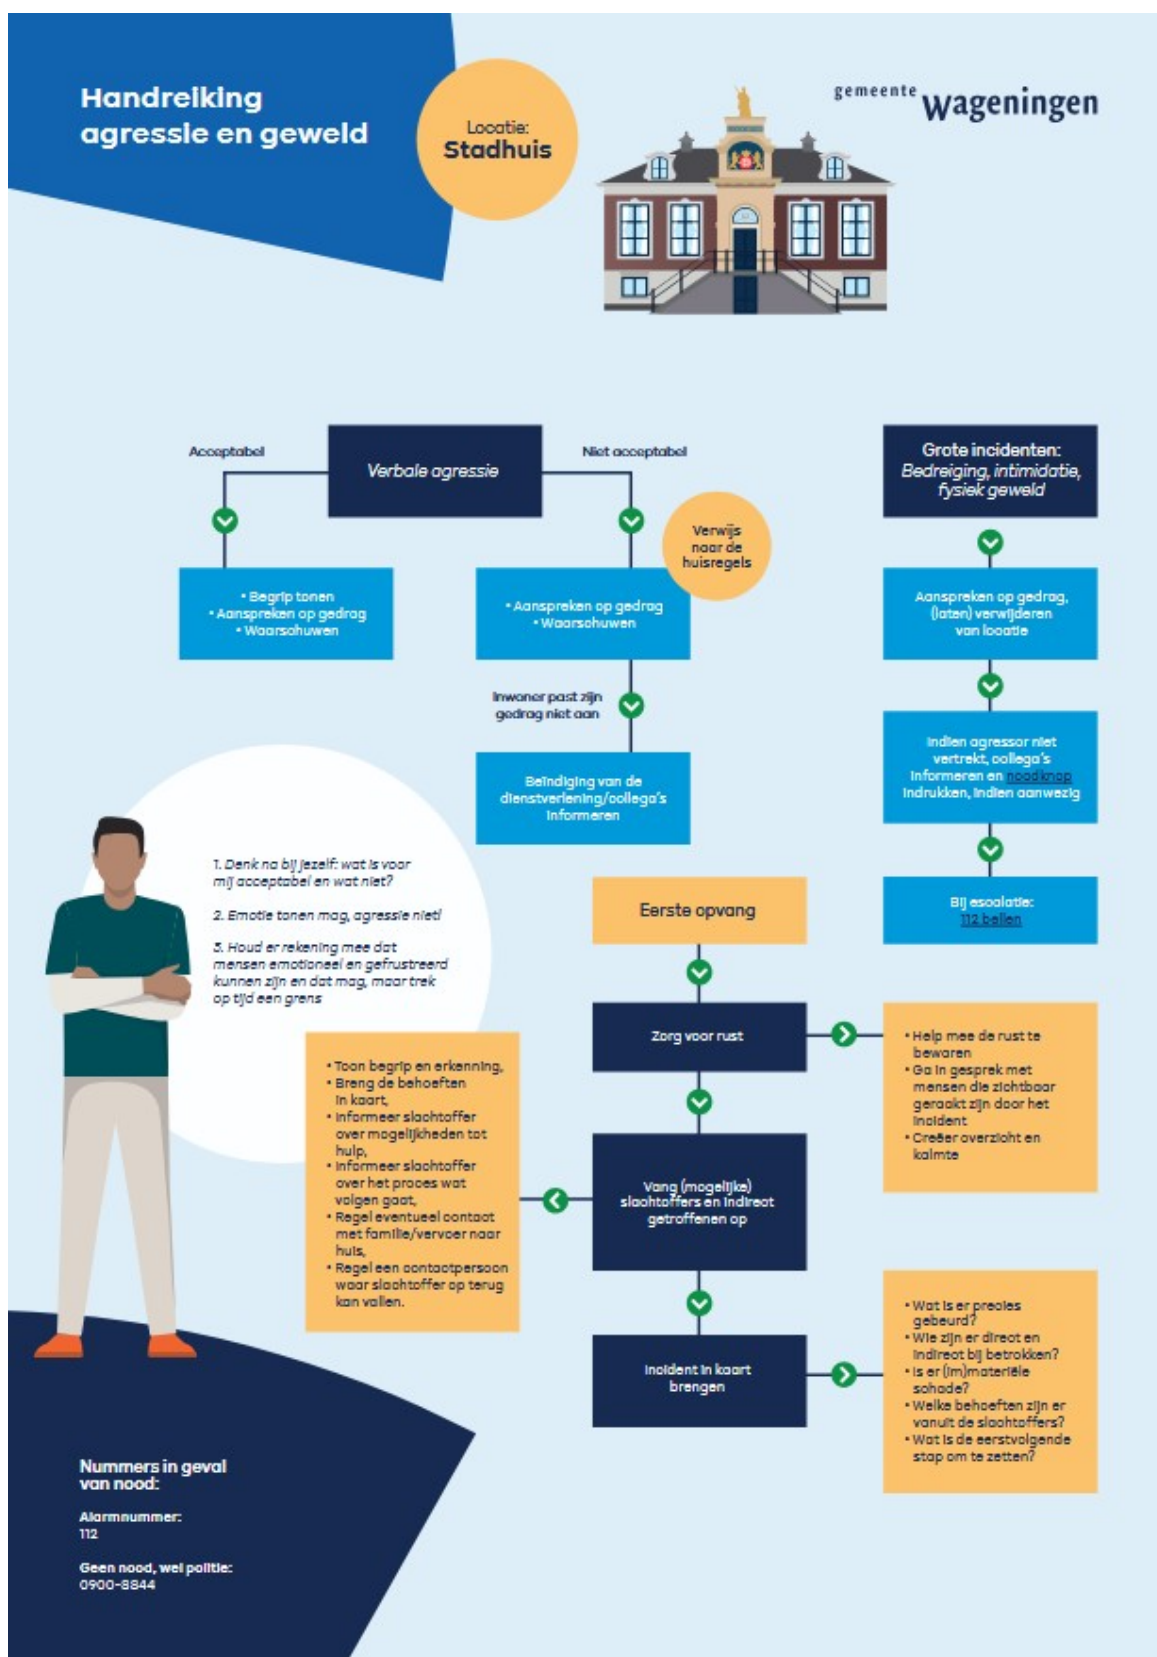 Handreiking
agressie en geweld
Locatie:
Stadhuis
gemeente Wageningen
Acceptabel
Verbale agressie
Niet acceptabel
Verwijs
naar de
huisregels
• Begrip tonen
• Aanspreken op gedrag
• Waarschuwen
• Aanspreken op gedrag
• Waarschuwen
Inwoner past zijn
gedrag niet aan
Beïndiging van de
dienstverlening/collega's
informeren
Grote incidenten:
Bedreiging, intimidatie,
fysiek geweld
Aanspreken op gedrag,
(laten) verwijderen
van locatie
Indien agressor niet
vertrekt, collega's
informeren en noodknop
indrukken, indien aanwezig
Bij escalatie:
112 bellen
1. Denk na bij jezelf: wat is voor
mij acceptabel en wat niet?
2. Emotie tonen mag, agressie niet!
3. Houd er rekening mee dat
mensen emotioneel en gefrustreerd
kunnen zijn en dat mag, maar trek
op tijd een grens
Eerste opvang
Zorg voor rust
• Help mee de rust te
bewaren
• Ga in gesprek met
mensen die zichtbaar
geraakt zijn door het
incident
• Creëer overzicht en
kalmte
Vang (mogelijke)
slachtoffers en indirect
getroffenen op
• Toon begrip en erkenning,
• Breng de behoeften
in kaart,
• Informeer slachtoffer
over mogelijkheden tot
hulp,
• Informeer slachtoffer
over het proces wat
volgen gaat,
• Regel eventueel contact
met familie/vervoer naar
huis,
• Regel een contactpersoon
waar slachtoffer op terug
kan vallen.
Incident in kaart
brengen
• Wat is er precies
gebeurd?
• Wie zijn er direct en
indirect bij betrokken?
• Is er (im)materiële
schade?
• Welke behoeften zijn er
vanuit de slachtoffers?
• Wat is de eerstvolgende
stap om te zetten?
Nummers in geval
van nood:
Alarmnummer:
112
Geen nood, wel politie:
0900-8844